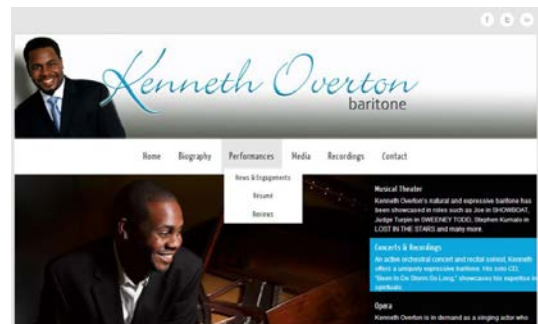 Kenneth Overton
baritone
Home Biography Performances Media Recordings Contact
News & Engagements
Résumé
Reviews
Musical Theater
Kenneth Overton's natural and expressive baritone has
been showcased in roles such as Joe in SHOWBOAT,
Judge Turpin in SWEENEY TODD, Stephen Kumalo in
LOST IN THE STARS and many more.
Concerts & Recordings
An active orchestral concert and recital soloist, Kenneth
offers a uniquely expressive baritone. His solo CD,
"Been In De Storm So Long," showcases his expertise in
spirituals.
Opera
Kenneth Overton is in demand as a singing actor who